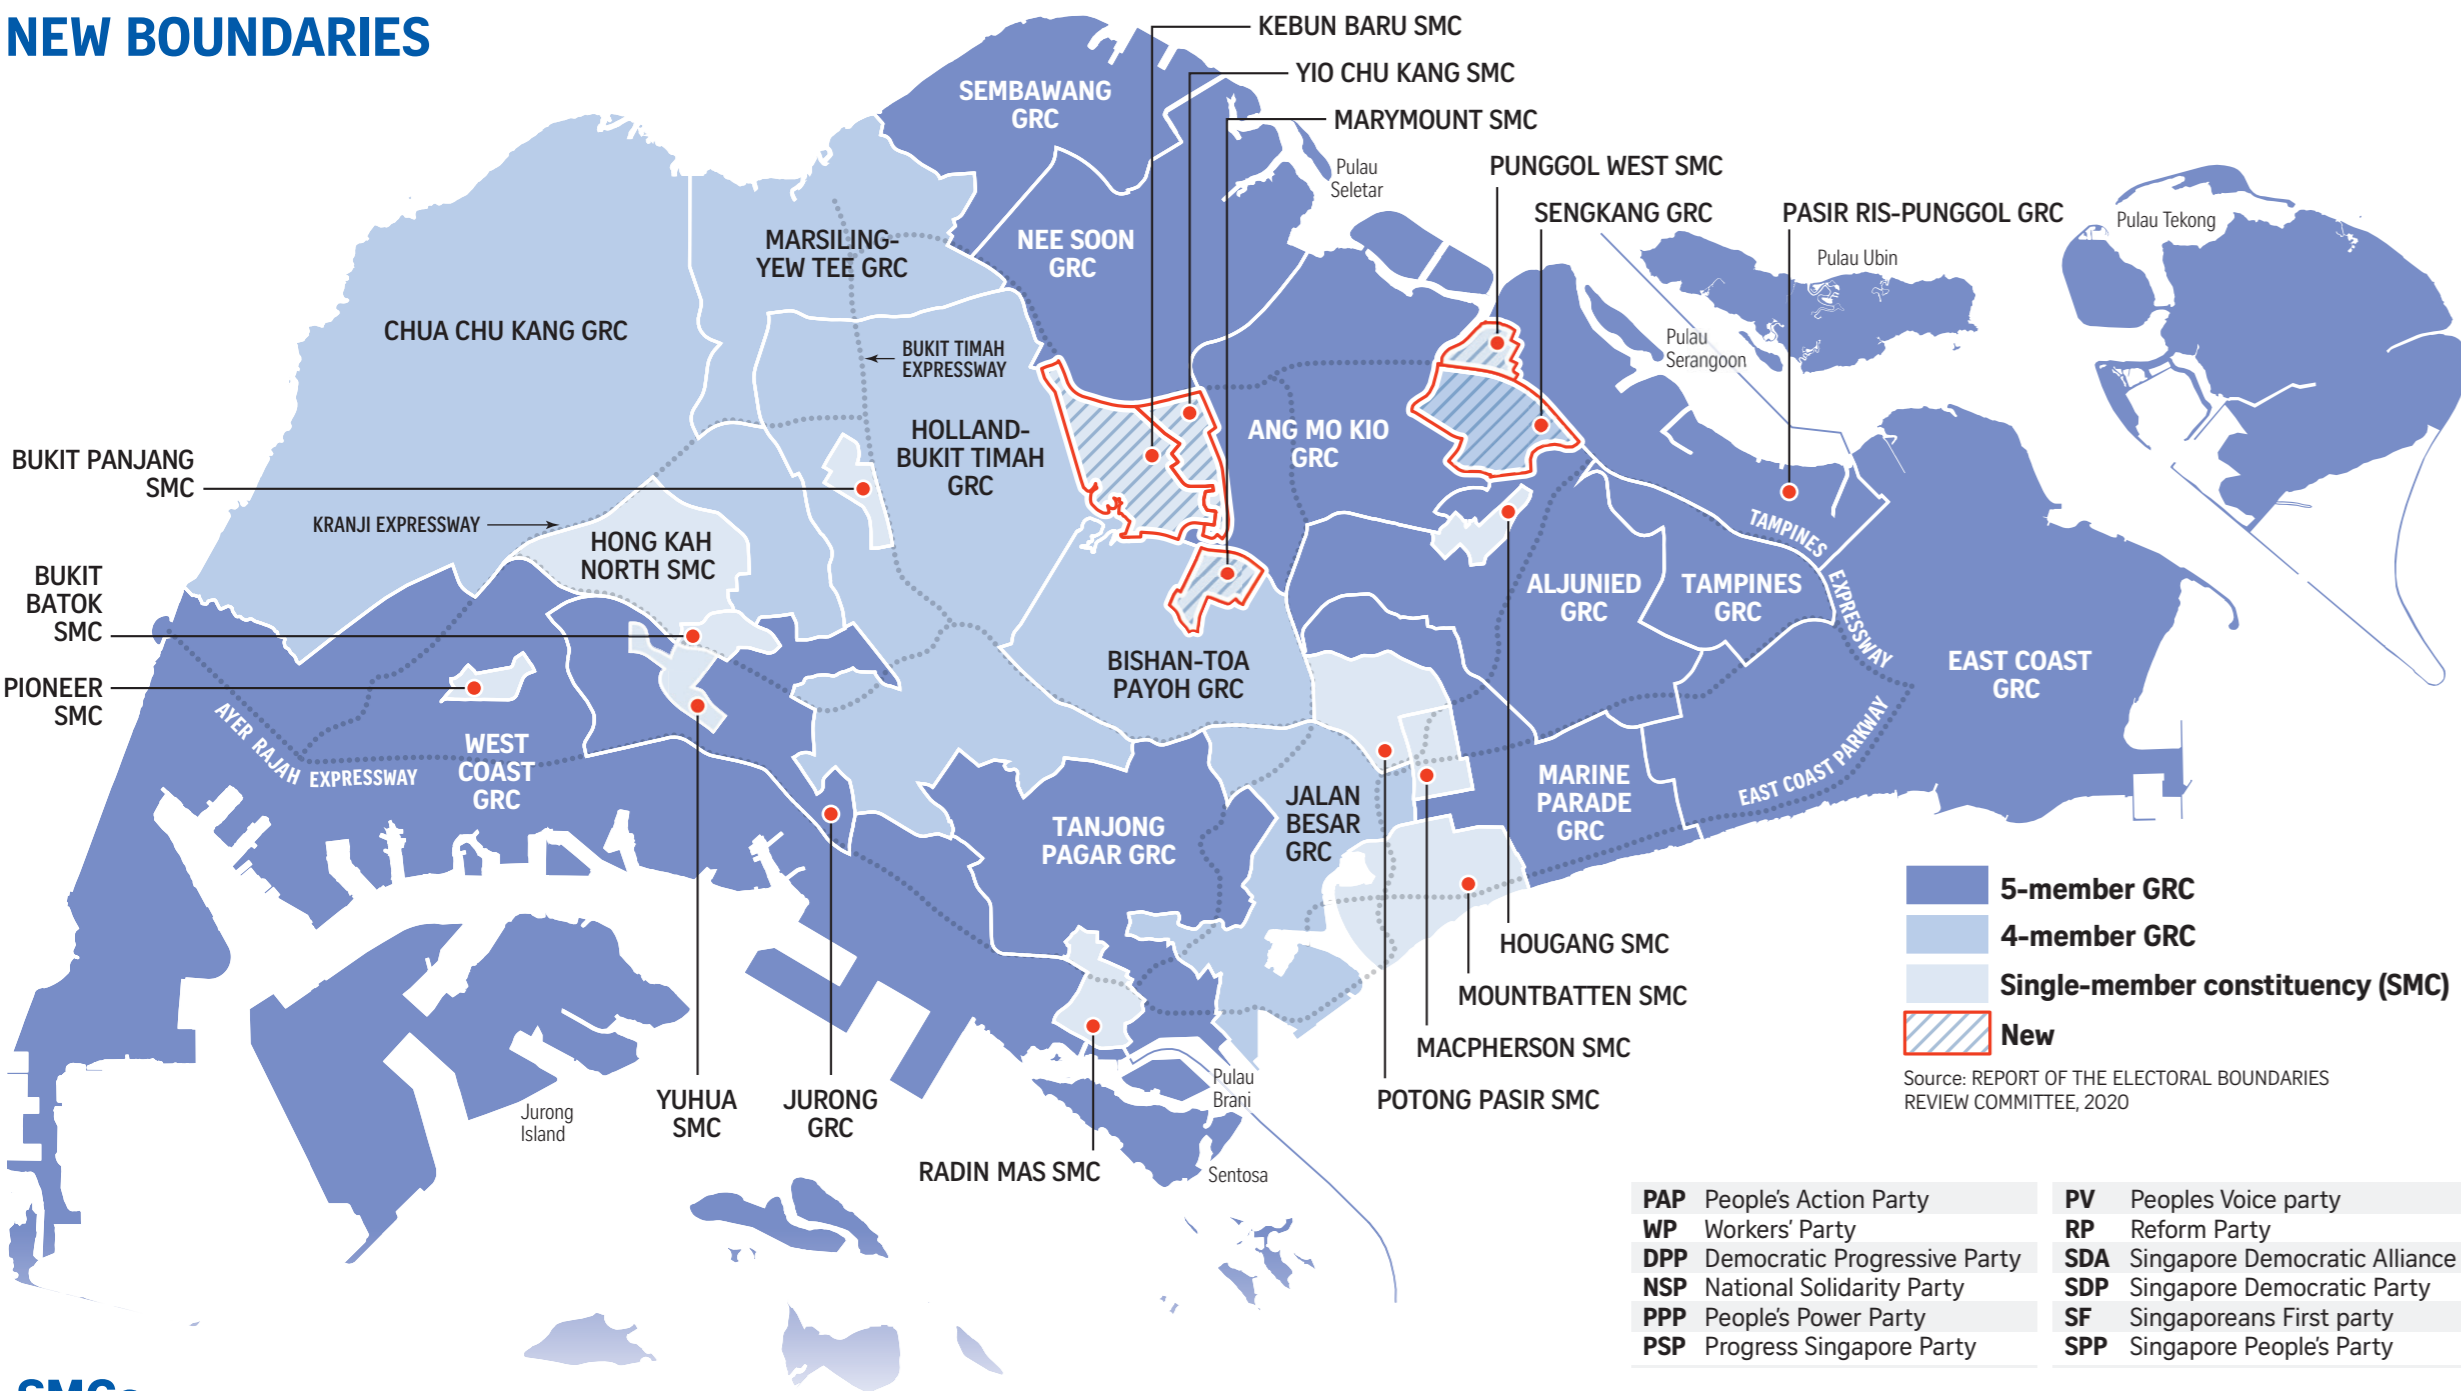 NEW BOUNDARIES
KEBUN BARU SMC
YIO CHU KANG SMC
MARYMOUNT SMC
PUNGGOL WEST SMC
SENGKANG GRC
PASIR RIS-PUNGGOL GRC
SEMBAWANG
GRC
Pulau
Seletar
Pulau Tekong
Pulau Ubin
MARSILING-
YEW TEE GRC
NEE SOON
GRC
CHUA CHU KANG GRC
BUKIT TIMAH
EXPRESSWAY
Pulau
Serangoon
HOLLAND-
BUKIT TIMAH
GRC
ANG MO KIO
GRC
BUKIT PANJANG
SMC
KRANJI EXPRESSWAY
HONG KAH
NORTH SMC
TAMPINES
EXPRESSWAY
BUKIT
BATOK
SMC
ALJUNIED
GRC
TAMPINES
GRC
PIONEER
SMC
BISHAN-TOA
PAYOH GRC
EAST COAST
GRC
AYER RAJAH EXPRESSWAY
WEST
COAST
GRC
EAST COAST PARKWAY
MARINE
PARADE
GRC
JALAN
BESAR
GRC
TANJONG
PAGAR GRC
5-member GRC
4-member GRC
Single-member constituency (SMC)
New
Source: REPORT OF THE ELECTORAL BOUNDARIES
REVIEW COMMITTEE, 2020
HOUGANG SMC
MOUNTBATTEN SMC
MACPHERSON SMC
POTONG PASIR SMC
YUHUA
SMC
JURONG
GRC
RADIN MAS SMC
Jurong
Island
Pulau
Brani
Sentosa
PAP People's Action Party
WP Workers' Party
DPP Democratic Progressive Party
NSP National Solidarity Party
PPP People's Power Party
PSP Progress Singapore Party
PV Peoples Voice party
RP Reform Party
SDA Singapore Democratic Alliance
SDP Singapore Democratic Party
SF Singaporeans First party
SPP Singapore People's Party
SMCs